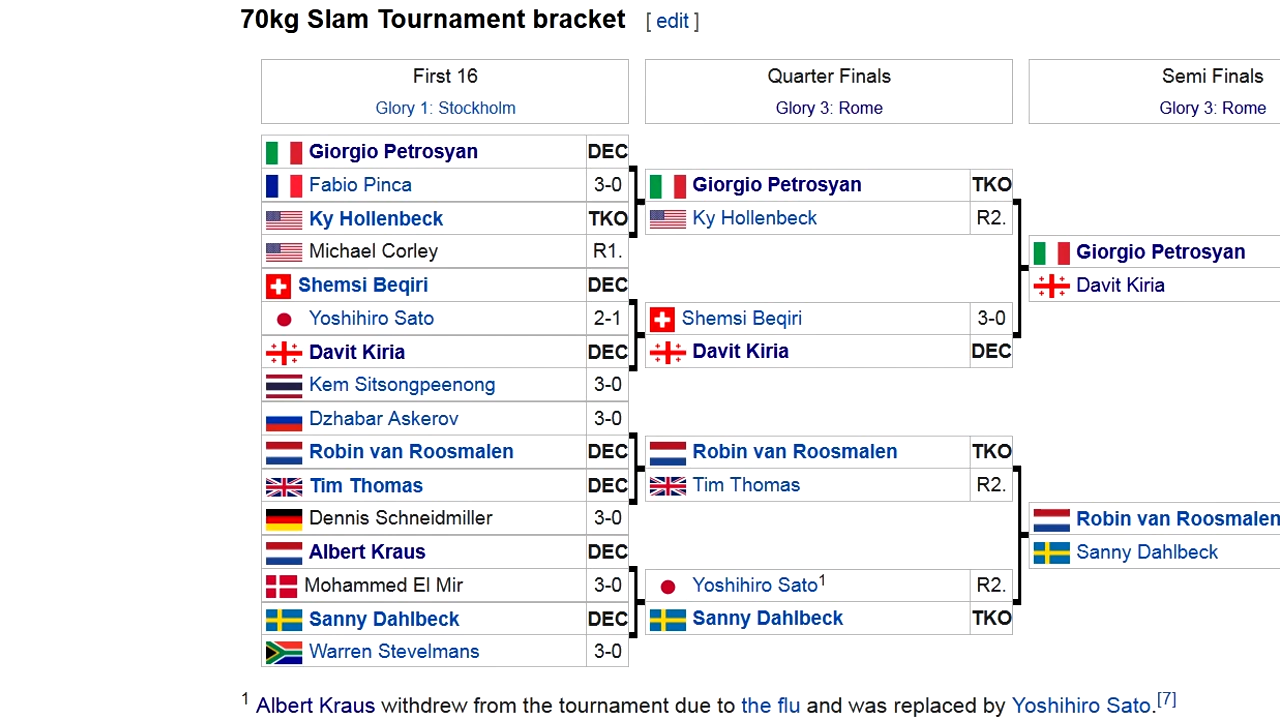 70kg Slam Tournament bracket [ edit ]
First 16
Glory 1: Stockholm
Quarter Finals
Glory 3: Rome
Semi Finals
Glory 3: Rome
Giorgio Petrosyan DEC
Fabio Pinca 3-0
Ky Hollenbeck TKO
Michael Corley R1.
Shemsi Beqiri DEC
Yoshihiro Sato 2-1
Davit Kiria DEC
Kem Sitsongpeenong 3-0
Dzhabar Askerov 3-0
Robin van Roosmalen DEC
Tim Thomas DEC
Dennis Schneidmiller 3-0
Albert Kraus DEC
Mohammed El Mir 3-0
Sanny Dahlbeck DEC
Warren Stevelmans 3-0
Giorgio Petrosyan TKO
Ky Hollenbeck R2.
Shemsi Beqiri 3-0
Davit Kiria DEC
Robin van Roosmalen TKO
Tim Thomas R2.
Yoshihiro Sato1 R2.
Sanny Dahlbeck TKO
Giorgio Petrosyan
Davit Kiria
Robin van Roosmalen
Sanny Dahlbeck
1 Albert Kraus withdrew from the tournament due to the flu and was replaced by Yoshihiro Sato.[7]